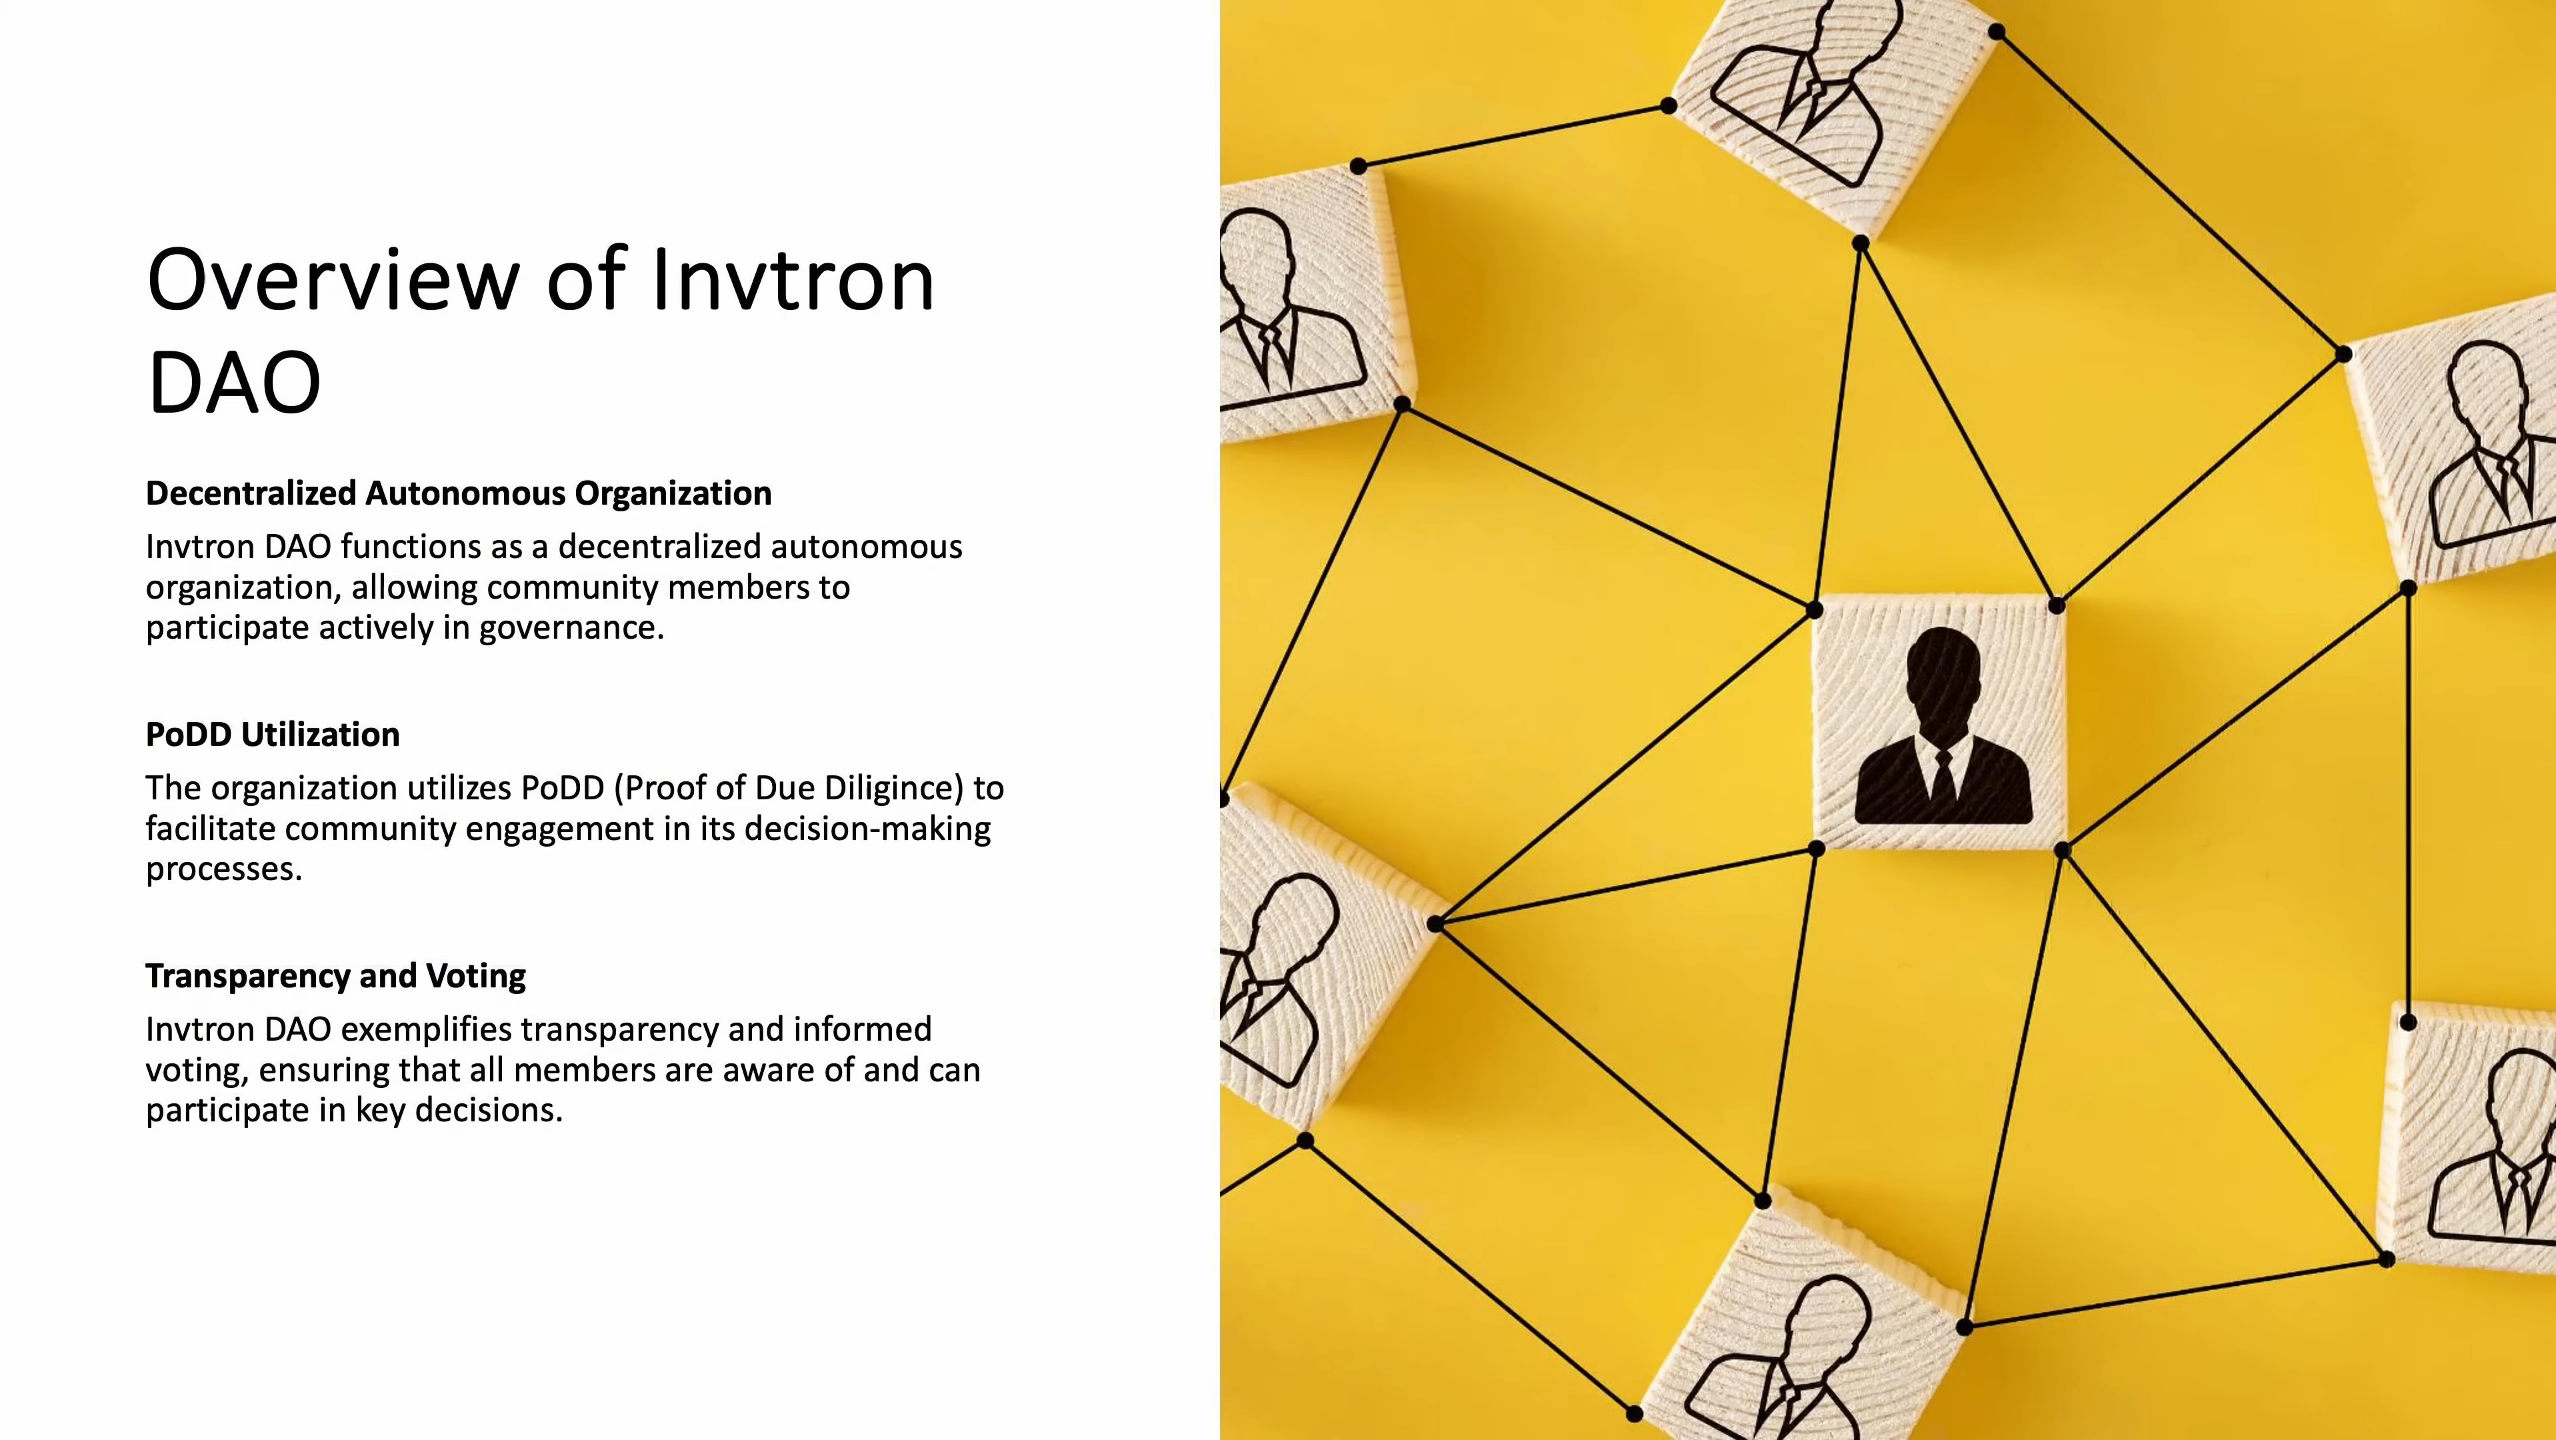 Overview of Invtron
DAO
Decentralized Autonomous Organization
Invtron DAO functions as a decentralized autonomous
organization, allowing community members to
participate actively in governance.
PoDD Utilization
The organization utilizes PoDD (Proof of Due Diligince) to
facilitate community engagement in its decision-making
processes.
Transparency and Voting
Invtron DAO exemplifies transparency and informed
voting, ensuring that all members are aware of and can
participate in key decisions.